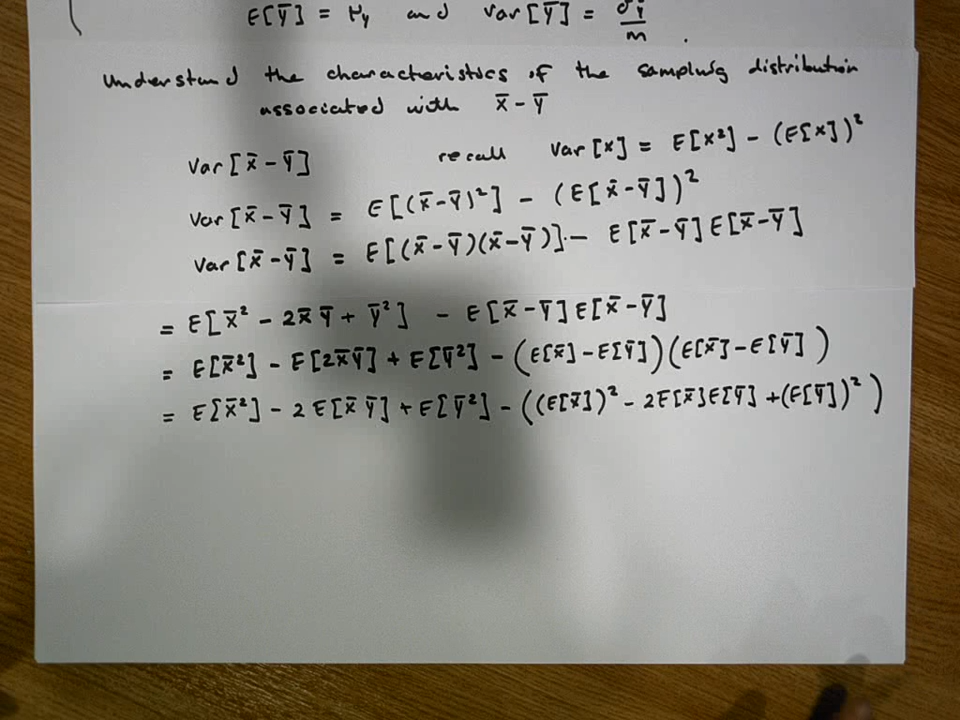 E[Ȳ] = μy and var[Ȳ] = σ²y / m .
understand the characteristics of the sampling distribution
associated with x̄ - Ȳ
Var[x̄ - Ȳ] recall Var[x] = E[x²] - (E[x])²
Var[x̄ - Ȳ] = E[(x̄ - Ȳ)²] - (E[x̄ - Ȳ])²
Var[x̄ - Ȳ] = E[(x̄ - Ȳ)(x̄ - Ȳ)] - E[x̄ - Ȳ] E[x̄ - Ȳ]
= E[x̄² - 2x̄ Ȳ + Ȳ²] - E[x̄ - Ȳ] E[x̄ - Ȳ]
= E[x̄²] - E[2x̄Ȳ] + E[Ȳ²] - (E[x̄] - E[Ȳ])(E[x̄] - E[Ȳ])
= E[x̄²] - 2 E[x̄ Ȳ] + E[Ȳ²] - ((E[x̄])² - 2E[x̄]E[Ȳ] + (E[Ȳ])²)